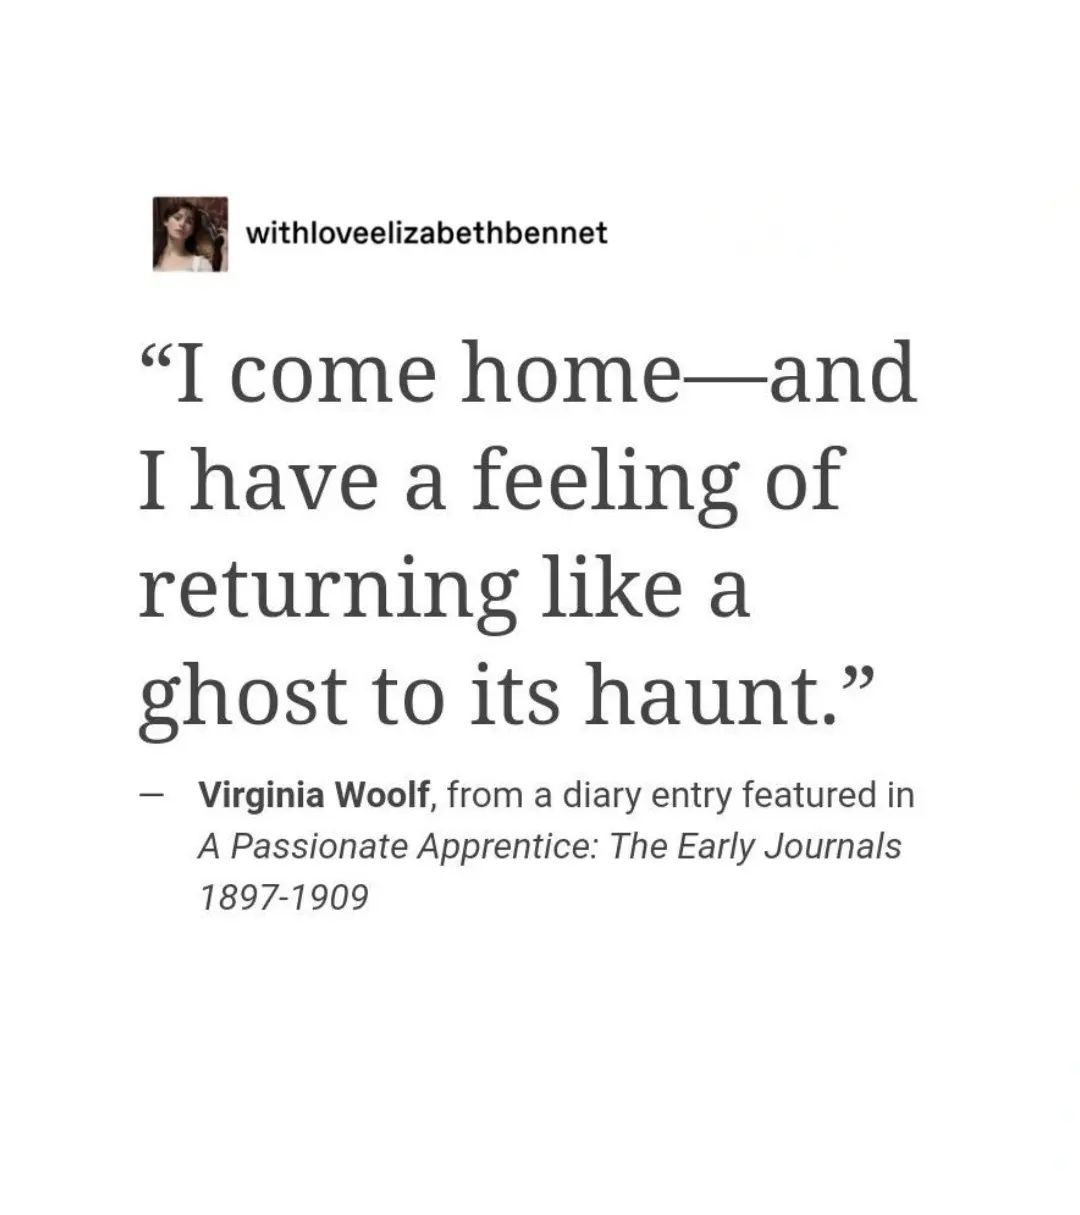 withloveelizabethbennet
“I come home—and
I have a feeling of
returning like a
ghost to its haunt.”
— Virginia Woolf, from a diary entry featured in
A Passionate Apprentice: The Early Journals
1897-1909